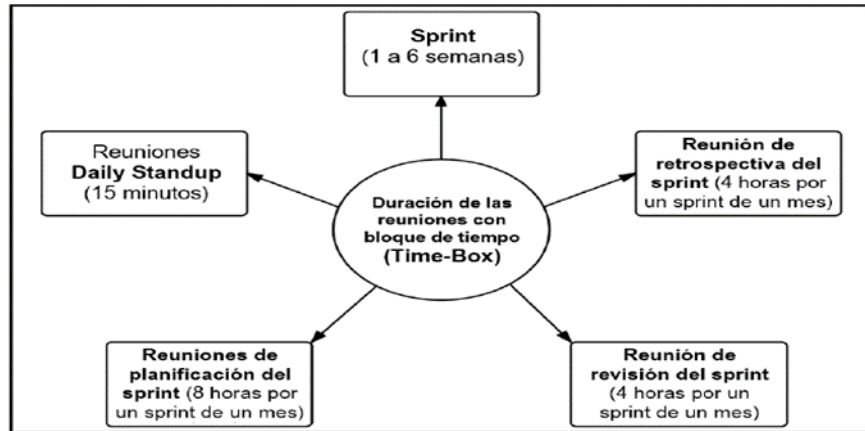 Sprint
(1 a 6 semanas)
Reuniones
Daily Standup
(15 minutos)
Reunión de
retrospectiva del
sprint (4 horas por
un sprint de un mes)
Duración de las
reuniones con
bloque de tiempo
(Time-Box)
Reuniones de
planificación del
sprint (8 horas por
un sprint de un mes)
Reunión de
revisión del sprint
(4 horas por un
sprint de un mes)